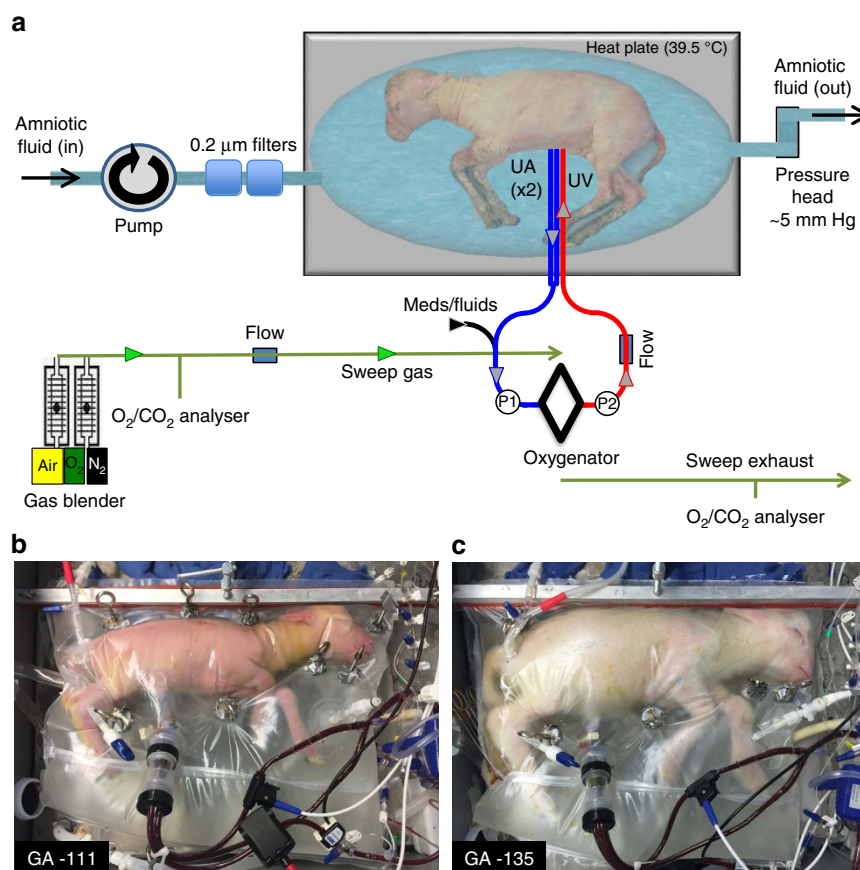 a
Heat plate (39.5 °C)
Amniotic
fluid (in)
0.2 μm filters
Pump
UA
(x2)
UV
Amniotic
fluid (out)
Pressure
head
~5 mm Hg
Meds/fluids
Flow
Sweep gas
Flow
O₂/CO₂ analyser
P1
P2
Oxygenator
Air
O₂
N₂
Gas blender
Sweep exhaust
O₂/CO₂ analyser
b
c
GA -111
GA -135